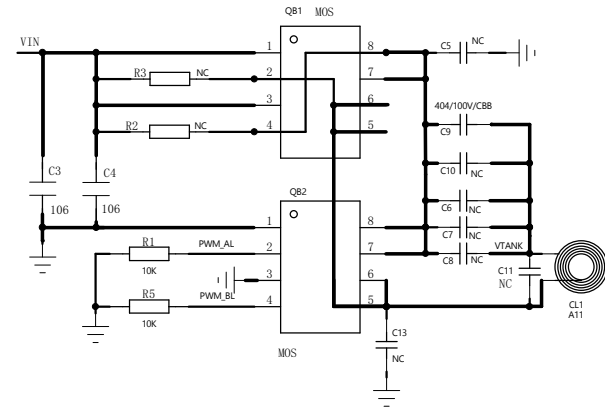 QB1 MOS
VIN
1
8
C5
NC
R3
NC
2
7
3
6
404/100V/CBB
C9
R2
NC
4
5
C10
NC
C3
C4
106
106
C6
NC
QB2
1
8
C7
NC
R1
PWM_AL
2
7
C8
NC
VTANK
10K
3
6
C11
NC
PWM_BL
R5
4
5
10K
CL1
A11
C13
NC
MOS